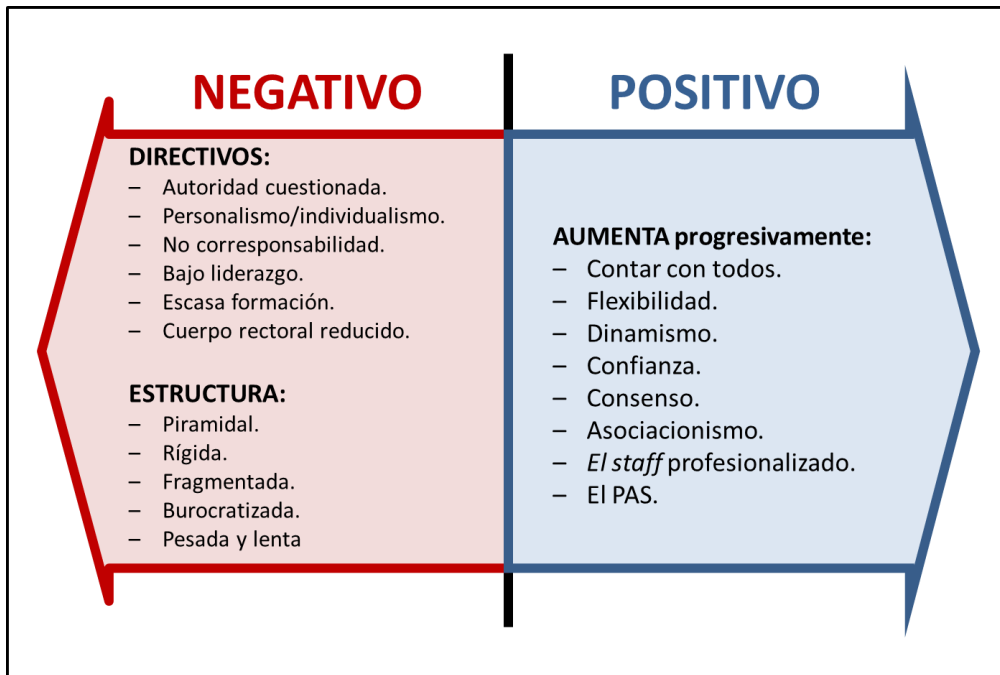 NEGATIVO
DIRECTIVOS:
– Autoridad cuestionada.
– Personalismo/individualismo.
– No corresponsabilidad.
– Bajo liderazgo.
– Escasa formación.
– Cuerpo rectoral reducido.
ESTRUCTURA:
– Piramidal.
– Rígida.
– Fragmentada.
– Burocratizada.
– Pesada y lenta
POSITIVO
AUMENTA progresivamente:
– Contar con todos.
– Flexibilidad.
– Dinamismo.
– Confianza.
– Consenso.
– Asociacionismo.
– El staff profesionalizado.
– El PAS.